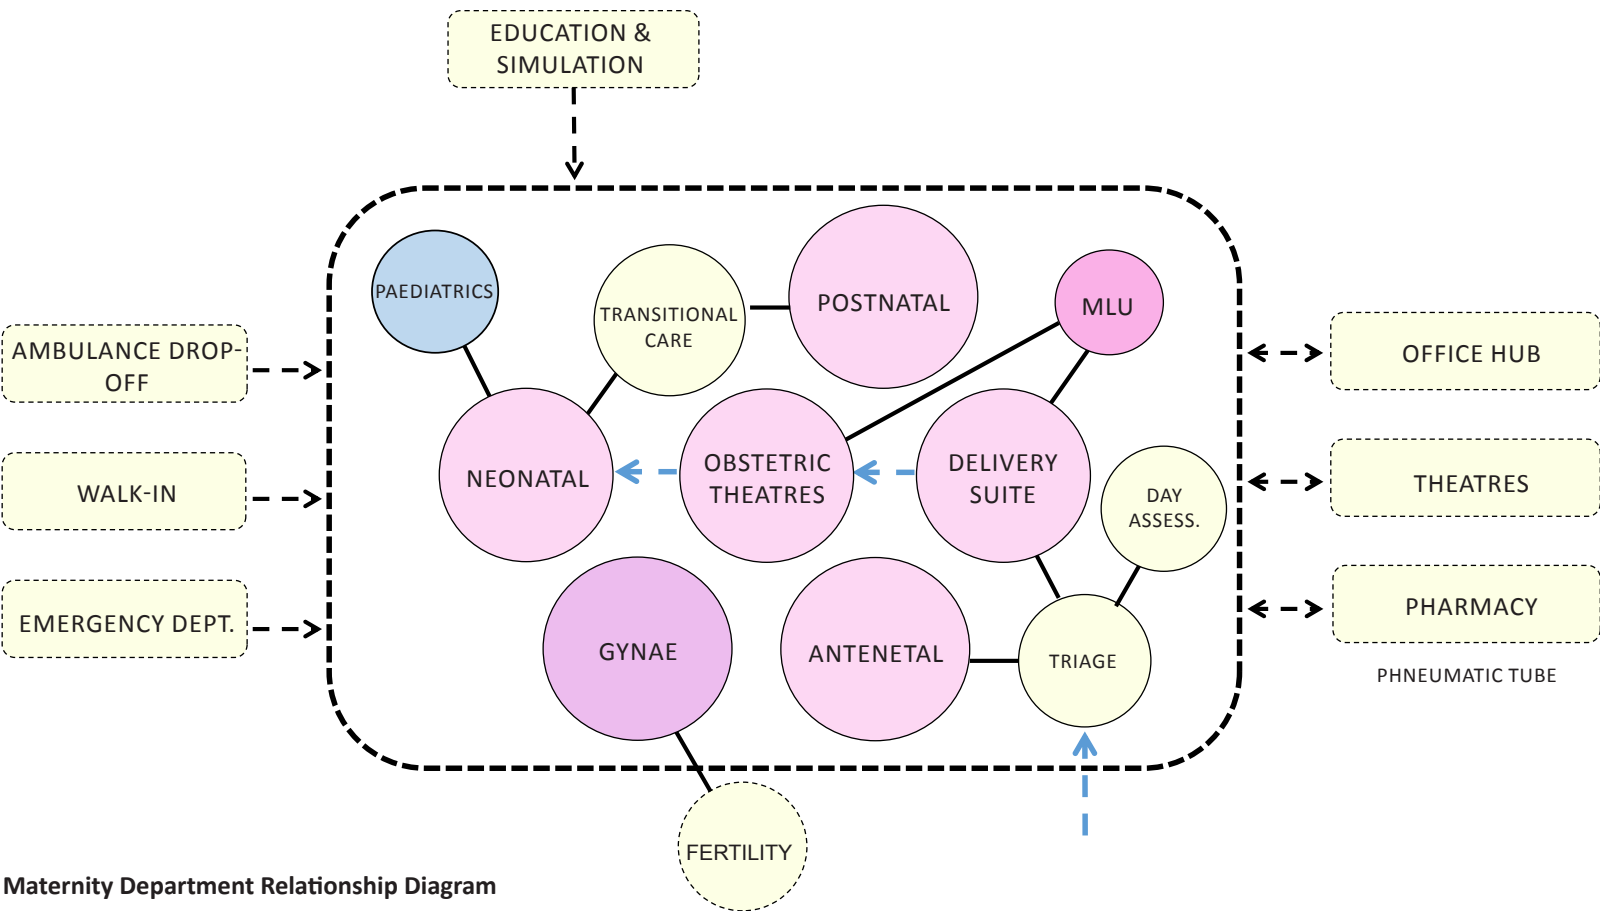 EDUCATION &
SIMULATION
PAEDIATRICS
TRANSITIONAL
CARE
POSTNATAL
MLU
AMBULANCE DROP-
OFF
OFFICE HUB
NEONATAL
OBSTETRIC
THEATRES
DELIVERY
SUITE
DAY
ASSESS.
WALK-IN
THEATRES
EMERGENCY DEPT.
GYNAE
ANTENETAL
TRIAGE
PHARMACY
PHNEUMATIC TUBE
FERTILITY
Maternity Department Relationship Diagram